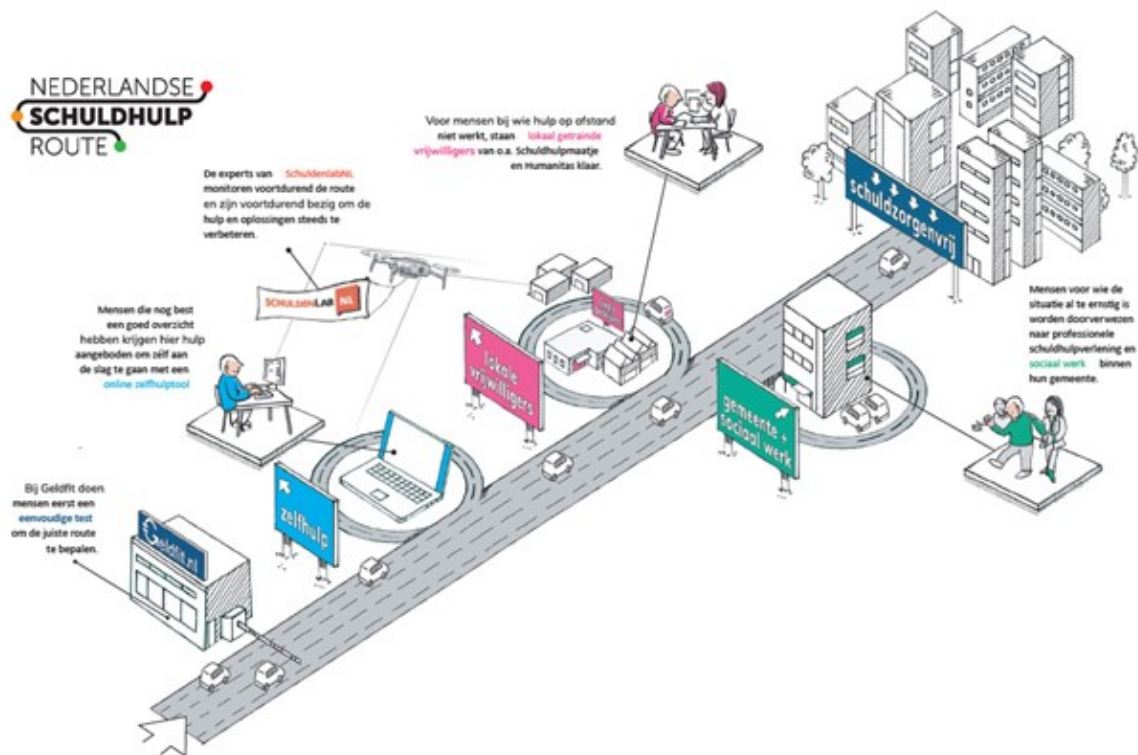 NEDERLANDSE
SCHULDHULP
ROUTE
Voor mensen bij wie hulp op afstand
niet werkt, staan lokaal getrainde
vrijwilligers van o.a. Schuldhulpmaatje
en Humanitas klaar.
De experts van SchuldenlabNL
monitoren voortdurend de route
en zijn voortdurend bezig om de
hulp en oplossingen steeds te
verbeteren.
SCHULDENLAB NL
Mensen die nog best
een goed overzicht
hebben krijgen hier hulp
aangeboden om zélf aan
de slag te gaan met een
online zelfhulptool
Bij Geldfit doen
mensen eerst een
eenvoudige test
om de juiste route
te bepalen.
Geldfit.nl
zelfhulp
lokale
vrijwilligers
gemeente +
sociaal werk
schuldzorgenvrij
Mensen voor wie de
situatie al te ernstig is
worden doorverwezen
naar professionele
schuldhulpverlening en
sociaal werk binnen
hun gemeente.